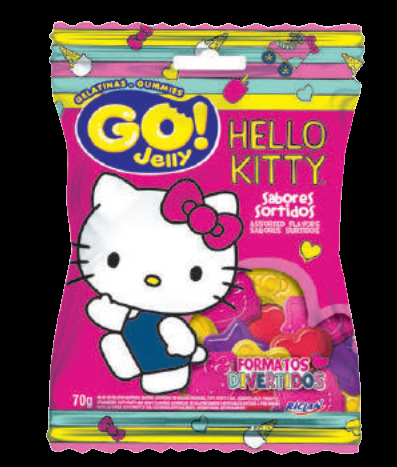 GELATINAS • GUMMIES
GO!
Jelly
HELLO
KITTY
Sabores
Sortidos
ASSORTED FLAVORS
SABORES SURTIDOS
FORMATOS
DIVERTIDOS
70g
RICLAN